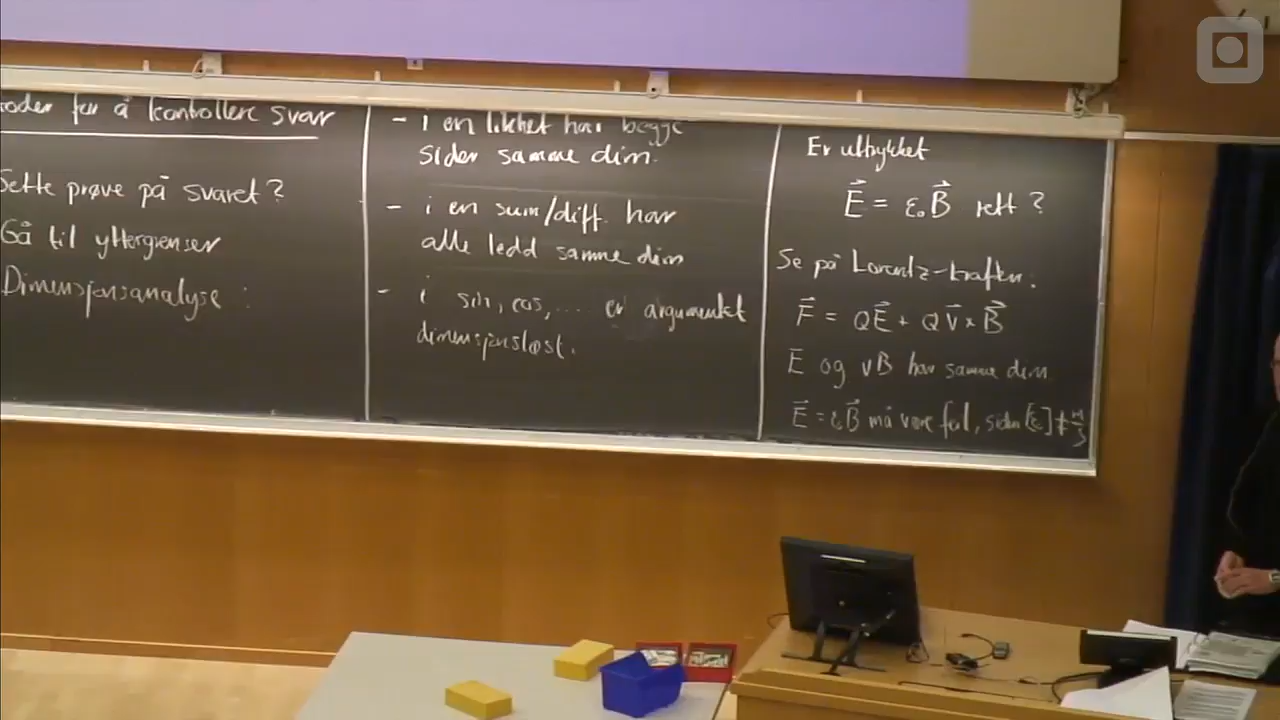 oder for å kontrollere svar
Sette prøve på svaret?
Gå til yttergrenser
Dimensjonsanalyse :
- i en likhet har begge
sider samme dim.
- i en sum/diff. har
alle ledd samme dim
- i sin, cos, ... er argumentet
dimensjonsløst.
Er uttrykket
E⃗ = ε₀B⃗ rett ?
Se på Lorentz-kraften:
F⃗ = QE⃗ + Qv⃗ × B⃗
E og vB har samme dim.
E⃗ = ε₀B⃗ må være feil, siden [ε₀] ≠ m/s